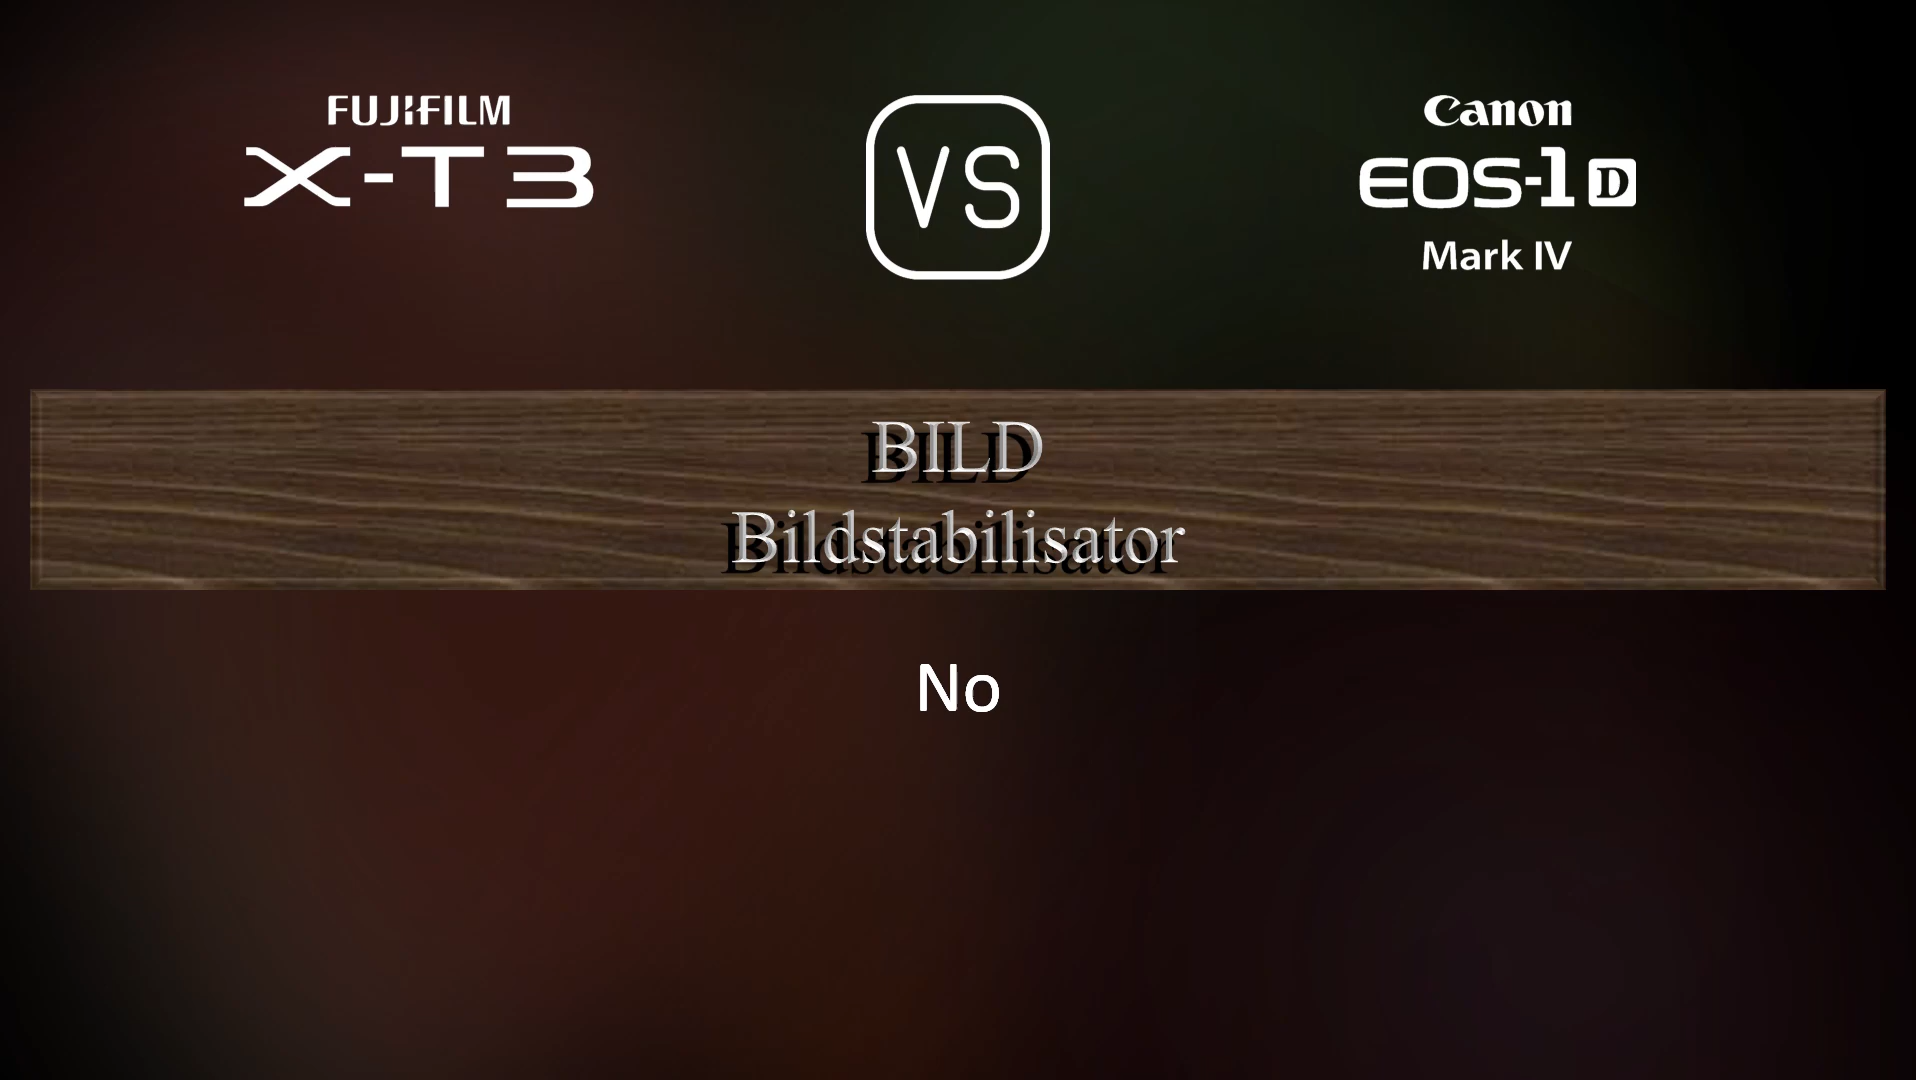 FUJIFILM
X-T3
VS
Canon
EOS-1D
Mark IV
BILD
Bildstabilisator
No